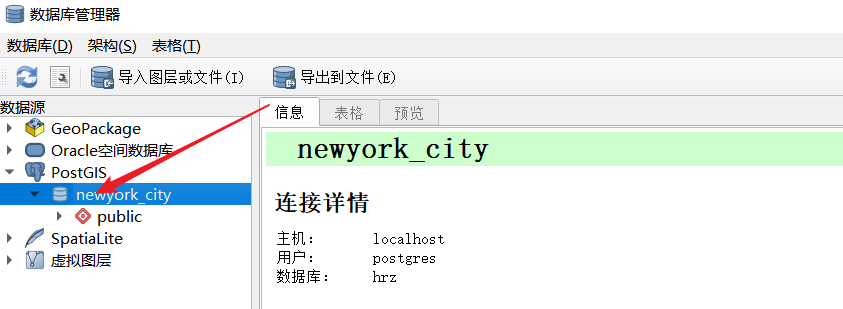 数据库管理器
数据库(D) 架构(S) 表格(T)
导入图层或文件(I) 导出到文件(E)
数据源
GeoPackage
Oracle空间数据库
PostGIS
newyork_city
public
SpatiaLite
虚拟图层
信息 表格 预览
newyork_city
连接详情
主机: localhost
用户: postgres
数据库: hrz